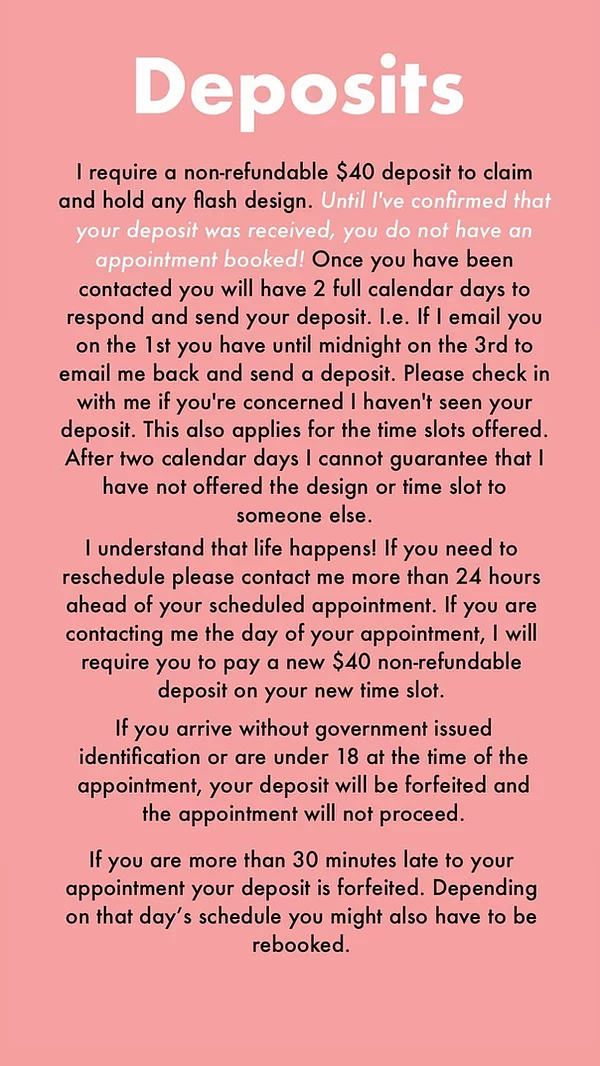 Deposits
I require a non-refundable $40 deposit to claim
and hold any flash design. Until I've confirmed that
your deposit was received, you do not have an
appointment booked! Once you have been
contacted you will have 2 full calendar days to
respond and send your deposit. I.e. If I email you
on the 1st you have until midnight on the 3rd to
email me back and send a deposit. Please check in
with me if you're concerned I haven't seen your
deposit. This also applies for the time slots offered.
After two calendar days I cannot guarantee that I
have not offered the design or time slot to
someone else.
I understand that life happens! If you need to
reschedule please contact me more than 24 hours
ahead of your scheduled appointment. If you are
contacting me the day of your appointment, I will
require you to pay a new $40 non-refundable
deposit on your new time slot.
If you arrive without government issued
identification or are under 18 at the time of the
appointment, your deposit will be forfeited and
the appointment will not proceed.
If you are more than 30 minutes late to your
appointment your deposit is forfeited. Depending
on that day’s schedule you might also have to be
rebooked.